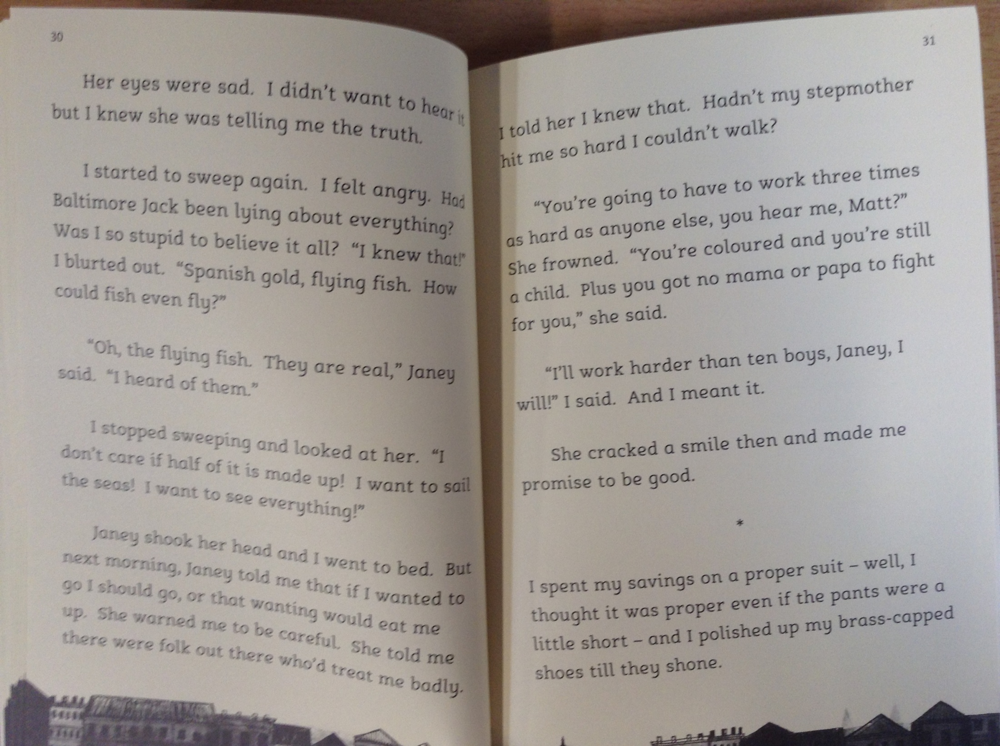 30
Her eyes were sad. I didn't want to hear it
but I knew she was telling me the truth.
I started to sweep again. I felt angry. Had
Baltimore Jack been lying about everything?
Was I so stupid to believe it all? “I knew that!”
I blurted out. “Spanish gold, flying fish. How
could fish even fly?”
“Oh, the flying fish. They are real,” Janey
said. “I heard of them.”
I stopped sweeping and looked at her. “I
don't care if half of it is made up! I want to sail
the seas! I want to see everything!”
Janey shook her head and I went to bed. But
next morning, Janey told me that if I wanted to
go I should go, or that wanting would eat me
up. She warned me to be careful. She told me
there were folk out there who'd treat me badly.
31
I told her I knew that. Hadn't my stepmother
hit me so hard I couldn't walk?
“You're going to have to work three times
as hard as anyone else, you hear me, Matt?”
She frowned. “You're coloured and you're still
a child. Plus you got no mama or papa to fight
for you,” she said.
“I'll work harder than ten boys, Janey, I
will!” I said. And I meant it.
She cracked a smile then and made me
promise to be good.
*
I spent my savings on a proper suit – well, I
thought it was proper even if the pants were a
little short – and I polished up my brass-capped
shoes till they shone.